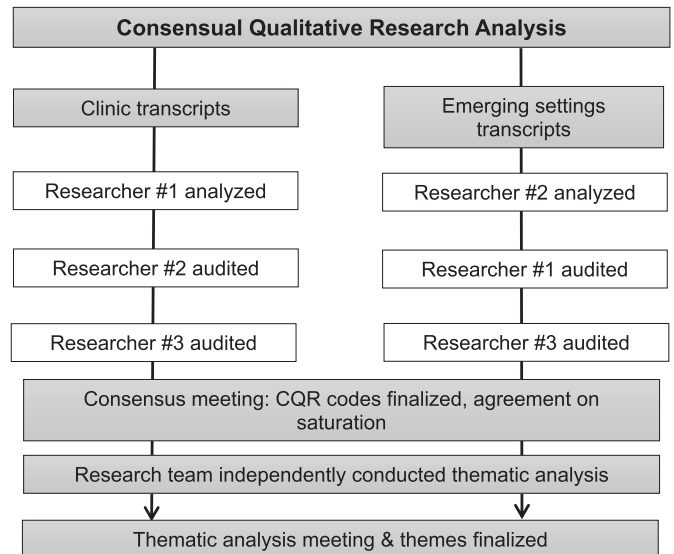 Consensual Qualitative Research Analysis
Clinic transcripts
Emerging settings
transcripts
Researcher #1 analyzed
Researcher #2 analyzed
Researcher #2 audited
Researcher #1 audited
Researcher #3 audited
Researcher #3 audited
Consensus meeting: CQR codes finalized, agreement on
saturation
Research team independently conducted thematic analysis
Thematic analysis meeting & themes finalized